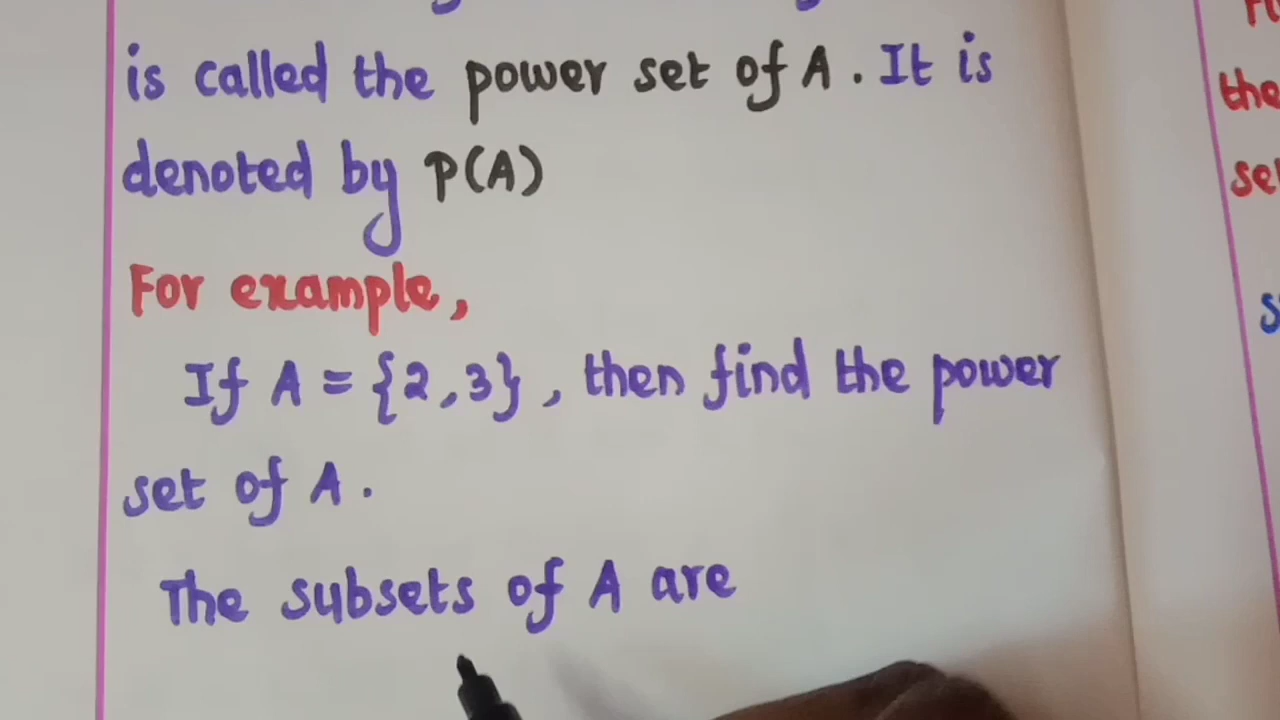 is called the power set of A. It is
denoted by P(A)
For example,
If A = {2,3}, then find the power
set of A.
The subsets of A are
the